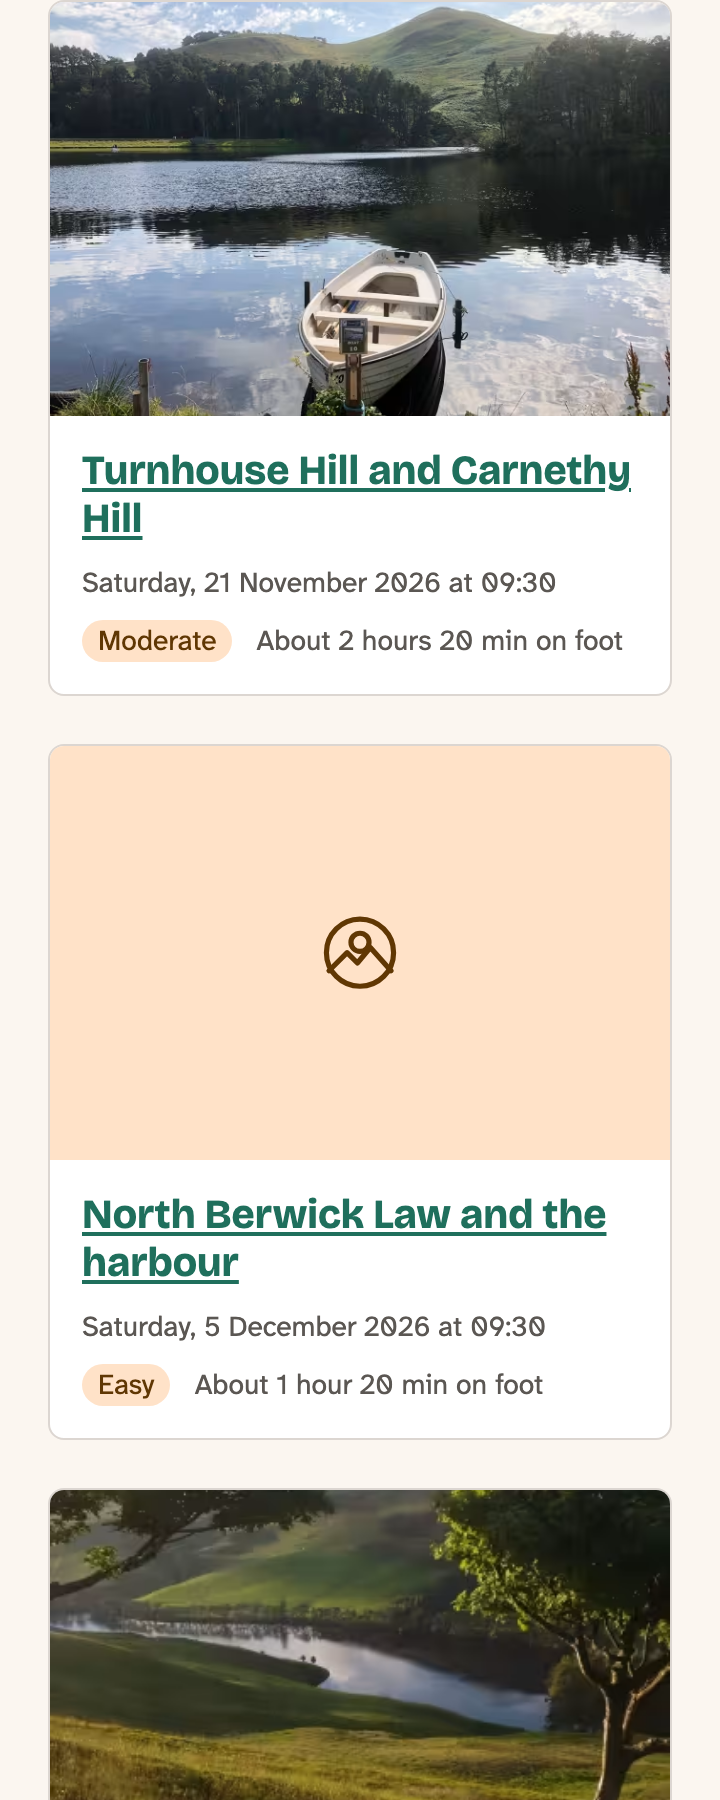 Turnhouse Hill and Carnethy
Hill
Saturday, 21 November 2026 at 09:30
Moderate About 2 hours 20 min on foot
North Berwick Law and the
harbour
Saturday, 5 December 2026 at 09:30
Easy About 1 hour 20 min on foot